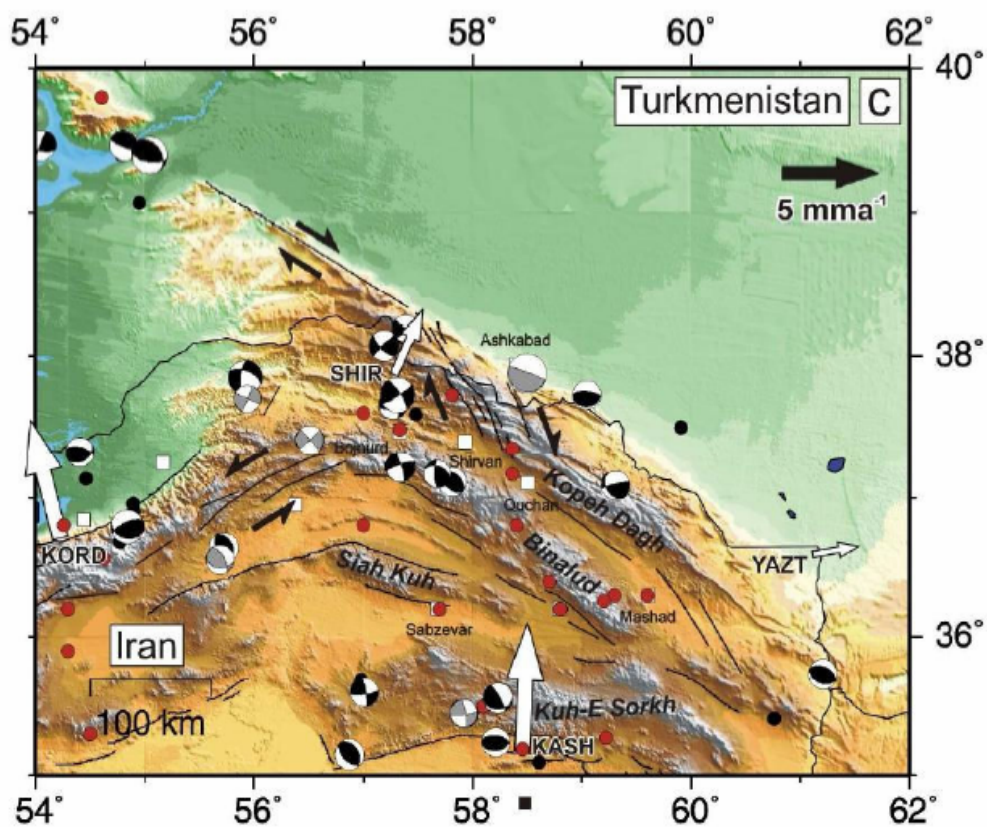 54˚ 56˚ 58˚ 60˚ 62˚
40˚
Turkmenistan C
5 mma⁻¹
Ashkabad
38˚
SHIR
Bojnurd
Shirvan
Quchan
Kopeh Dagh
KORD
YAZT
Binalud
Siah Kuh
Sabzevar
Mashad
36˚
Iran
100 km
Kuh-E Sorkh
KASH
54˚ 56˚ 58˚ 60˚ 62˚